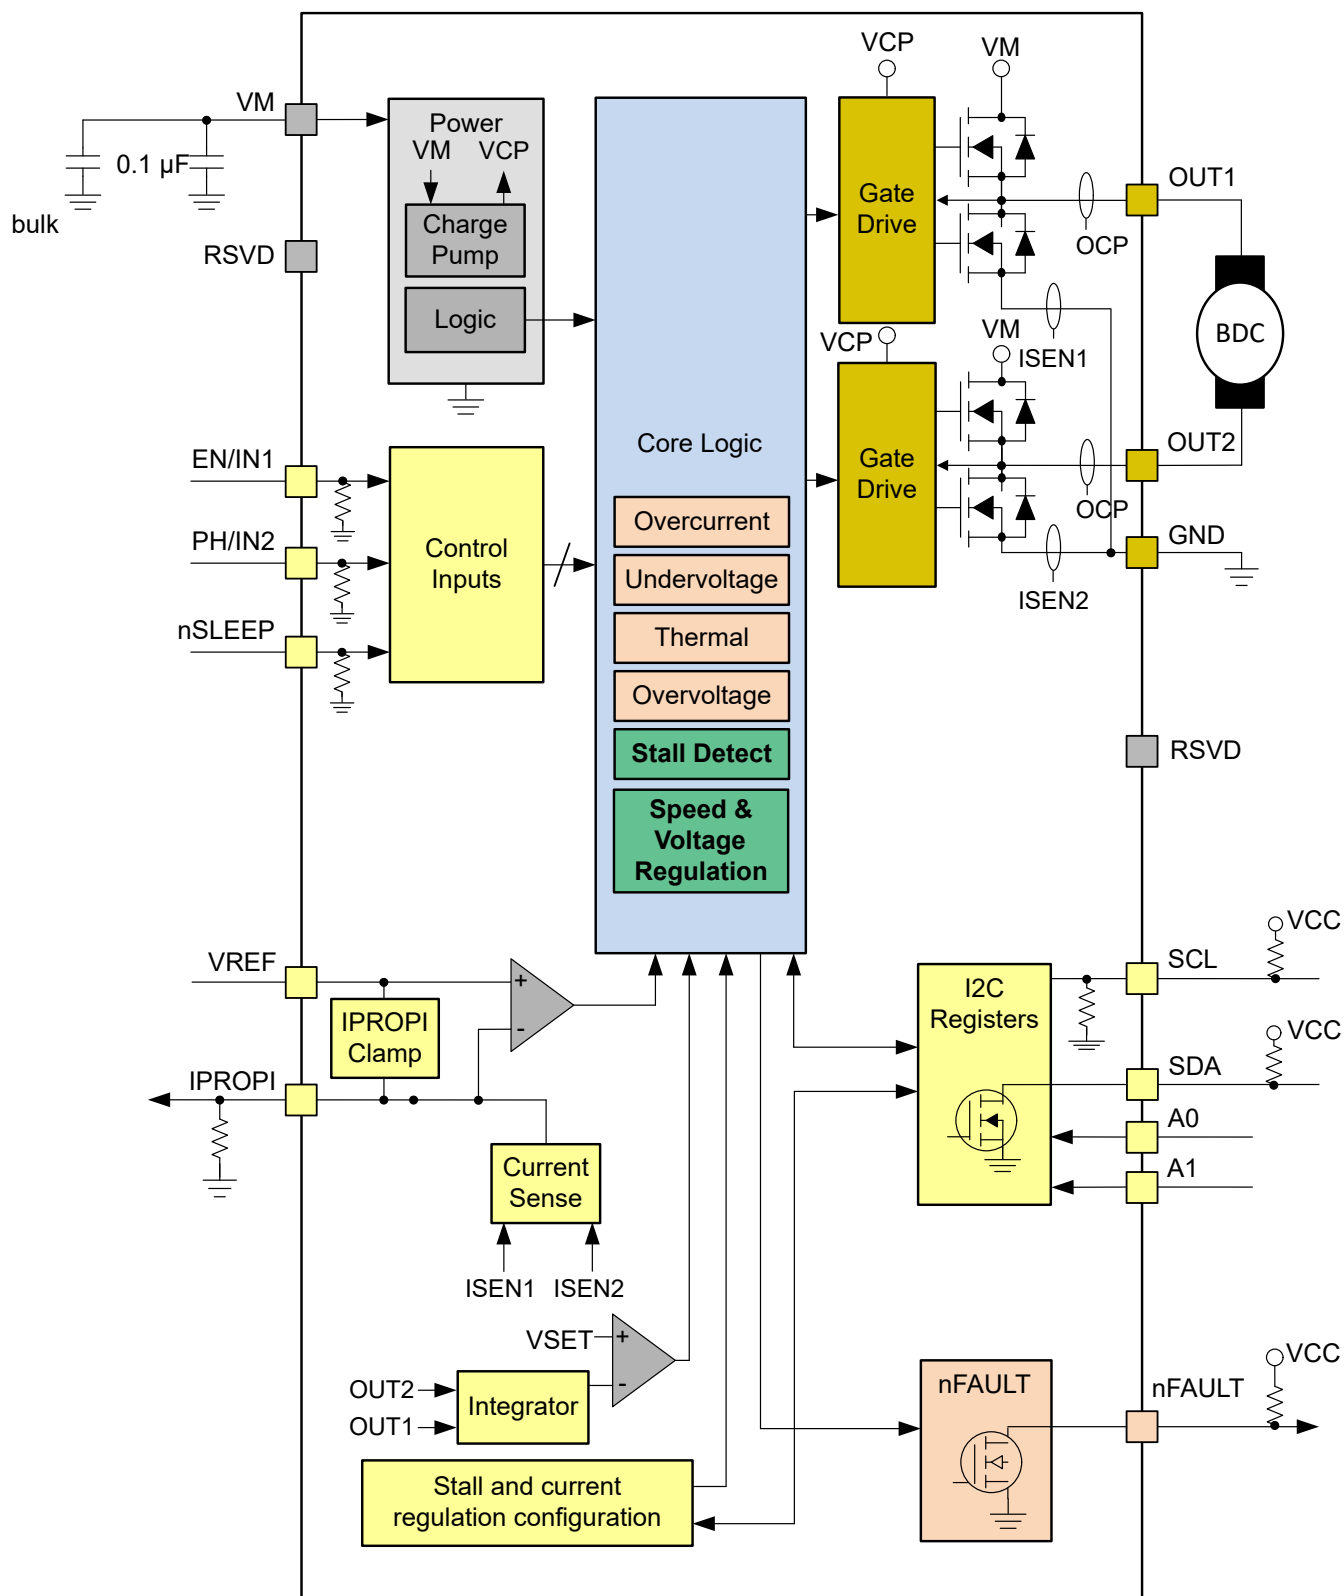 VCP
VM
VM
Power
VM
VCP
0.1 µF
bulk
Charge
Pump
Gate
Drive
OUT1
OCP
RSVD
Logic
VCP
VM
ISEN1
BDC
Core Logic
Gate
Drive
OUT2
OCP
GND
ISEN2
EN/IN1
PH/IN2
nSLEEP
Control
Inputs
Overcurrent
Undervoltage
Thermal
Overvoltage
Stall Detect
Speed &
Voltage
Regulation
RSVD
VREF
+
-
IPROPI
Clamp
IPROPI
Current
Sense
ISEN1
ISEN2
I2C
Registers
SCL
VCC
SDA
VCC
A0
A1
VSET
+
-
OUT2
OUT1
Integrator
Stall and current
regulation configuration
nFAULT
nFAULT
VCC